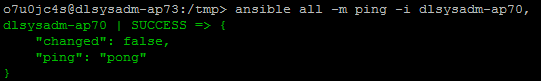 o7u0jc4s@dlsysadm-ap73:/tmp> ansible all -m ping -i dlsysadm-ap70,
dlsysadm-ap70 | SUCCESS => {
    "changed": false,
    "ping": "pong"
}